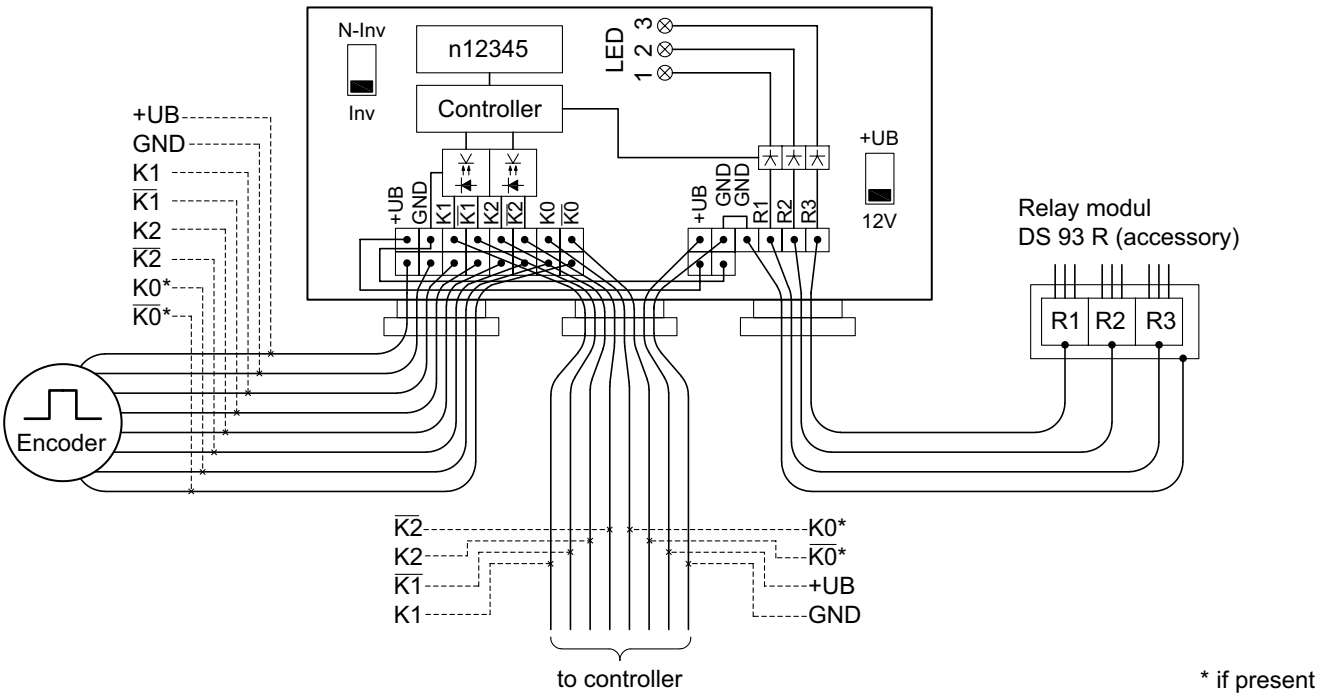 N-Inv
Inv
n12345
Controller
LED
1
2
3
+UB
12V
+UB
GND
K1
K̅1̅
K2
K̅2̅
K0*
K̅0̅*
+UB
GND
K1
K̅1̅
K2
K̅2̅
K0
K̅0̅
+UB
GND
GND
R1
R2
R3
Relay modul
DS 93 R (accessory)
R1
R2
R3
Encoder
K̅2̅
K2
K̅1̅
K1
K0*
K̅0̅*
+UB
GND
to controller
* if present